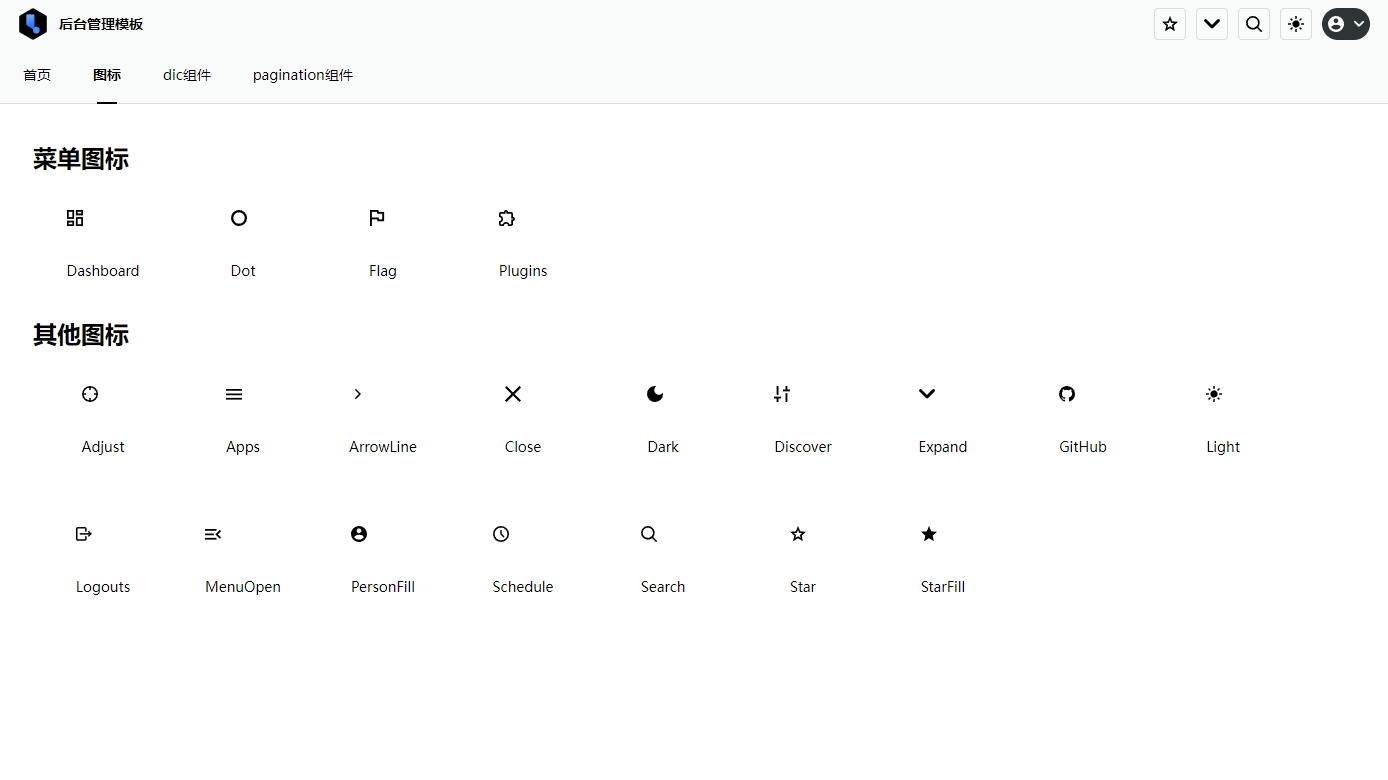 后台管理模板
首页 图标 dic组件 pagination组件
菜单图标
Dashboard Dot Flag Plugins
其他图标
Adjust Apps ArrowLine Close Dark Discover Expand GitHub Light
Logouts MenuOpen PersonFill Schedule Search Star StarFill